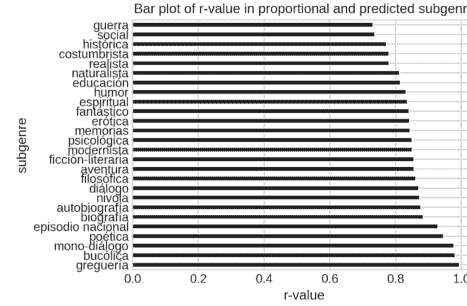 Bar plot of r-value in proportional and predicted subgenr
guerra
social
histórica
costumbrista
realista
naturalista
educación
humor
espiritual
fantástico
erótica
memorias
psicológica
modernista
ficción-literaria
aventura
filosófica
diálogo
nivola
autobiografía
biografía
episodio nacional
poética
mono-diálogo
bucólica
greguería
subgenre
0.0 0.2 0.4 0.6 0.8 1.0
r-value